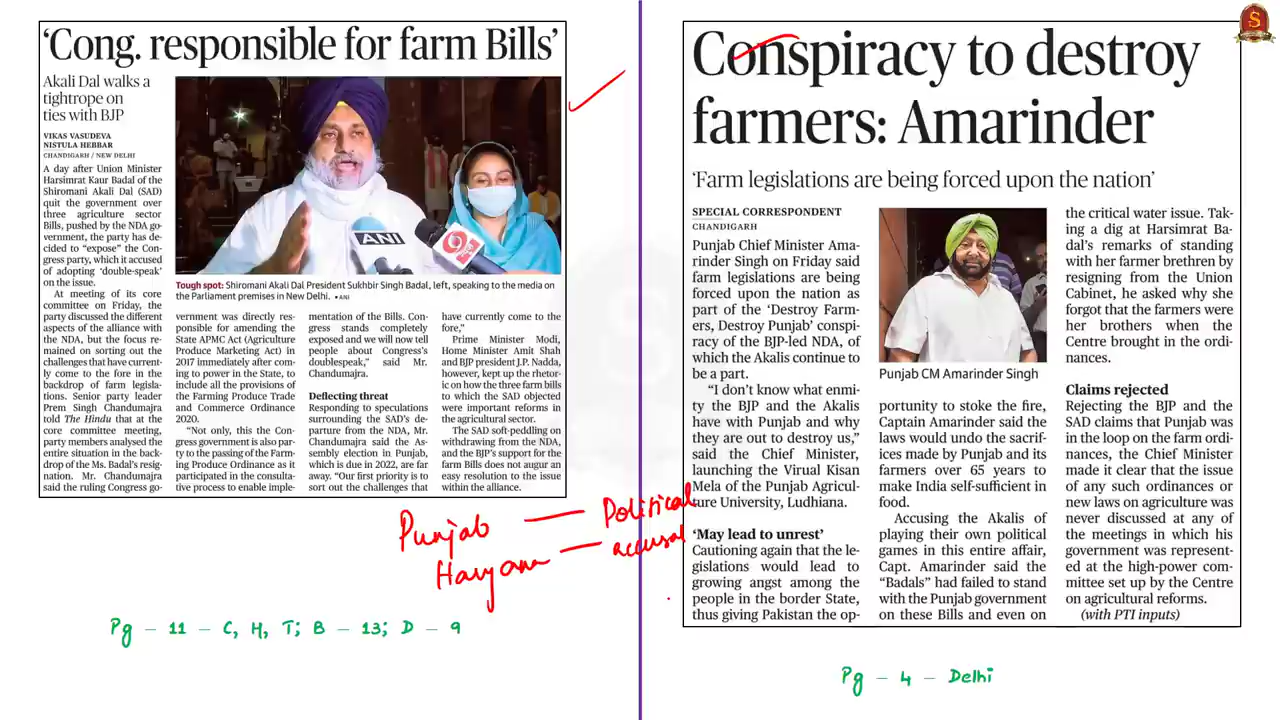 'Cong. responsible for farm Bills'
Akali Dal walks a
tightrope on
ties with BJP
VIKAS VASUDEVA
NISTULA HEBBAR
CHANDIGARH / NEW DELHI
A day after Union Minister
Harsimrat Kaur Badal of the
Shiromani Akali Dal (SAD)
quit the government over
three agriculture sector
Bills, pushed by the NDA go-
vernment, the party has de-
cided to "expose" the Con-
gress party, which it accused
of adopting 'double-speak'
on the issue.
At meeting of its core
committee on Friday, the
party discussed the different
aspects of the alliance with
the NDA, but the focus re-
mained on sorting out the
challenges that have current-
ly come to the fore in the
backdrop of farm legisla-
tions. Senior party leader
Prem Singh Chandumajra
told The Hindu that at the
core committee meeting,
party members analysed the
entire situation in the back-
drop of the Ms. Badal's resig-
nation. Mr. Chandumajra
said the ruling Congress go-
ANI
Tough spot: Shiromani Akali Dal President Sukhbir Singh Badal, left, speaking to the media on
the Parliament premises in New Delhi. ▪ANI
vernment was directly res-
ponsible for amending the
State APMC Act (Agriculture
Produce Marketing Act) in
2017 immediately after com-
ing to power in the State, to
include all the provisions of
the Farming Produce Trade
and Commerce Ordinance
2020.
"Not only, this the Con-
gress government is also par-
ty to the passing of the Farm-
ing Produce Ordinance as it
participated in the consulta-
tive process to enable imple-
mentation of the Bills. Con-
gress stands completely
exposed and we will now tell
people about Congress's
doublespeak," said Mr.
Chandumajra.
Deflecting threat
Responding to speculations
surrounding the SAD's de-
parture from the NDA, Mr.
Chandumajra said the As-
sembly election in Punjab,
which is due in 2022, are far
away. "Our first priority is to
sort out the challenges that
have currently come to the
fore,"
Prime Minister Modi,
Home Minister Amit Shah
and BJP president J.P. Nadda,
however, kept up the rhetor-
ic on how the three farm bills
to which the SAD objected
were important reforms in
the agricultural sector.
The SAD soft-pedalling on
withdrawing from the NDA,
and the BJP's support for the
farm Bills does not augur an
easy resolution to the issue
within the alliance.
Punjab — Political
Haryana — accusal
Pg - 11 - C, H, T; B - 13; D - 9
Conspiracy to destroy
farmers: Amarinder
'Farm legislations are being forced upon the nation'
SPECIAL CORRESPONDENT
CHANDIGARH
Punjab Chief Minister Ama-
rinder Singh on Friday said
farm legislations are being
forced upon the nation as
part of the 'Destroy Farm-
ers, Destroy Punjab' conspi-
racy of the BJP-led NDA, of
which the Akalis continue to
be a part.
"I don't know what enmi-
ty the BJP and the Akalis
have with Punjab and why
they are out to destroy us,"
said the Chief Minister,
launching the Virual Kisan
Mela of the Punjab Agricul-
ture University, Ludhiana.
'May lead to unrest'
Cautioning again that the le-
gislations would lead to
growing angst among the
people in the border State,
thus giving Pakistan the op-
Punjab CM Amarinder Singh
portunity to stoke the fire,
Captain Amarinder said the
laws would undo the sacrif-
ices made by Punjab and its
farmers over 65 years to
make India self-sufficient in
food.
Accusing the Akalis of
playing their own political
games in this entire affair,
Capt. Amarinder said the
"Badals" had failed to stand
with the Punjab government
on these Bills and even on
the critical water issue. Tak-
ing a dig at Harsimrat Ba-
dal's remarks of standing
with her farmer brethren by
resigning from the Union
Cabinet, he asked why she
forgot that the farmers were
her brothers when the
Centre brought in the ordi-
nances.
Claims rejected
Rejecting the BJP and the
SAD claims that Punjab was
in the loop on the farm ordi-
nances, the Chief Minister
made it clear that the issue
of any such ordinances or
new laws on agriculture was
never discussed at any of
the meetings in which his
government was represent-
ed at the high-power com-
mittee set up by the Centre
on agricultural reforms.
(with PTI inputs)
Pg - 4 - Delhi
S